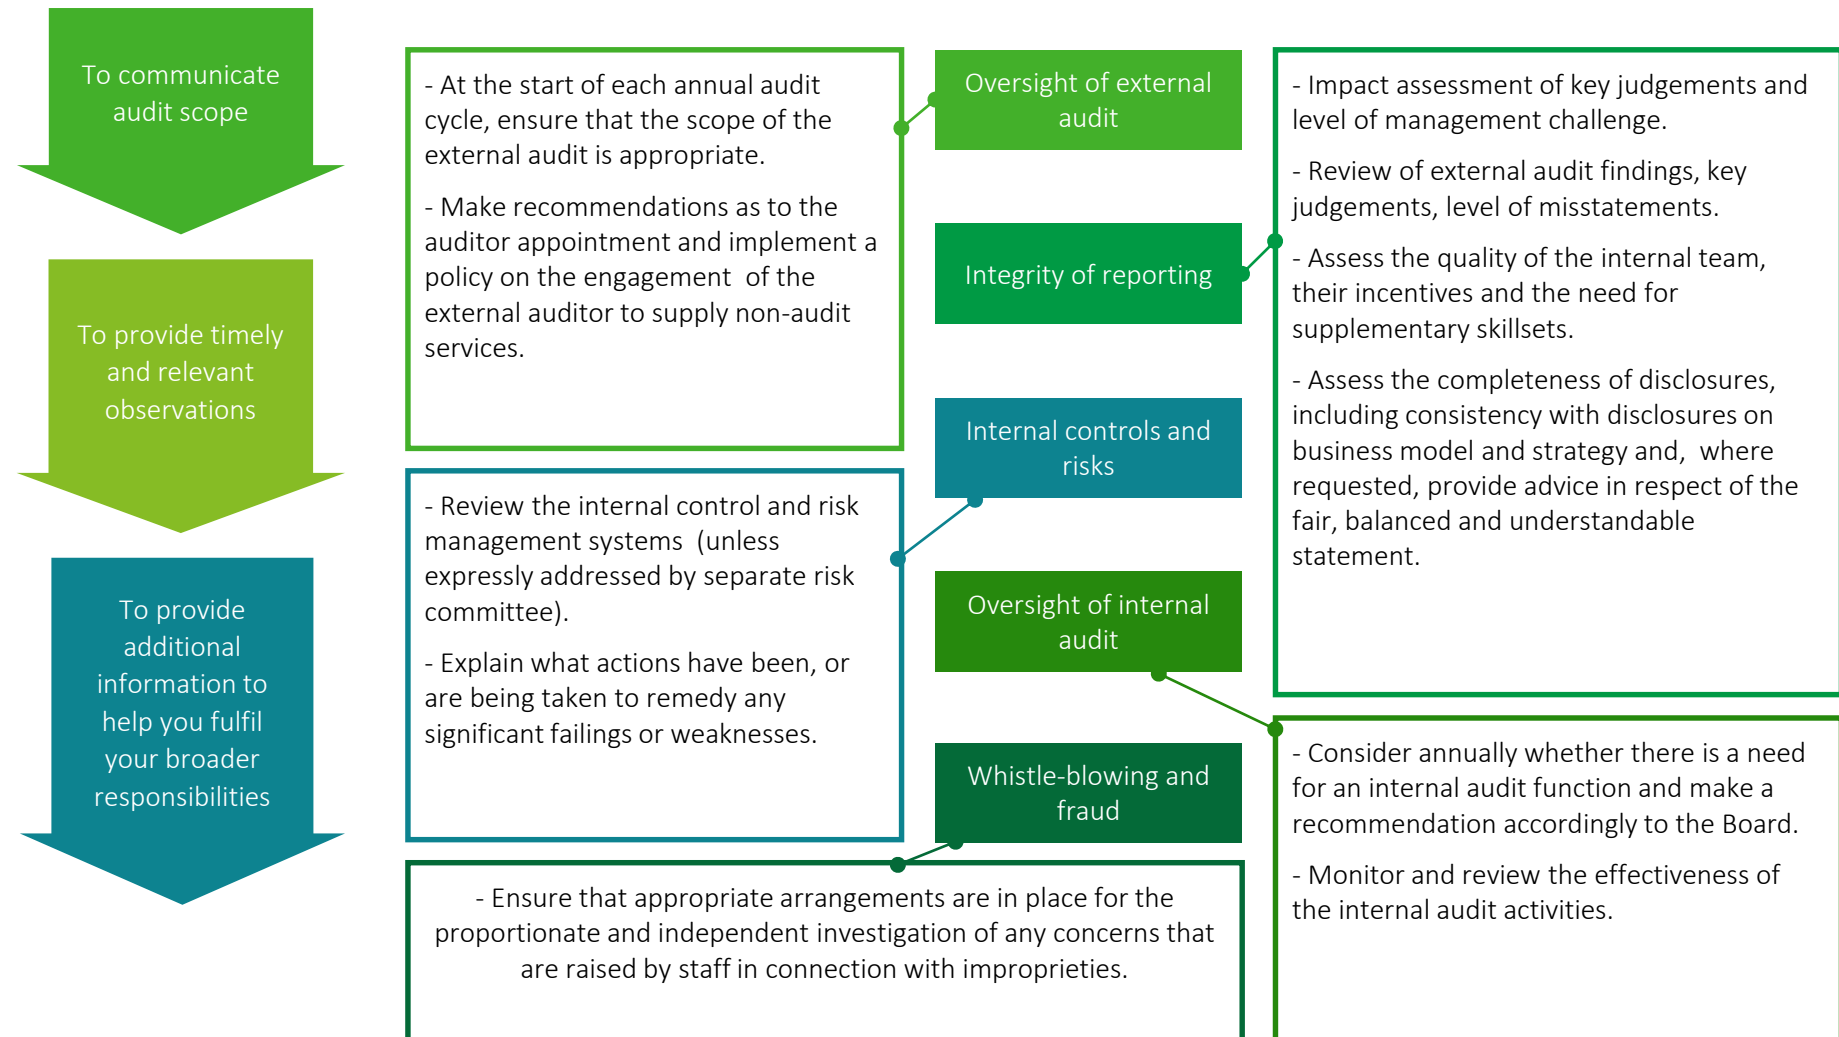 To communicate
audit scope
To provide timely
and relevant
observations
To provide
additional
information to
help you fulfil
your broader
responsibilities
- At the start of each annual audit
cycle, ensure that the scope of the
external audit is appropriate.
- Make recommendations as to the
auditor appointment and implement a
policy on the engagement of the
external auditor to supply non-audit
services.
- Review the internal control and risk
management systems (unless
expressly addressed by separate risk
committee).
- Explain what actions have been, or
are being taken to remedy any
significant failings or weaknesses.
- Ensure that appropriate arrangements are in place for the
proportionate and independent investigation of any concerns that
are raised by staff in connection with improprieties.
Oversight of external
audit
Integrity of reporting
Internal controls and
risks
Oversight of internal
audit
Whistle-blowing and
fraud
- Impact assessment of key judgements and
level of management challenge.
- Review of external audit findings, key
judgements, level of misstatements.
- Assess the quality of the internal team,
their incentives and the need for
supplementary skillsets.
- Assess the completeness of disclosures,
including consistency with disclosures on
business model and strategy and, where
requested, provide advice in respect of the
fair, balanced and understandable
statement.
- Consider annually whether there is a need
for an internal audit function and make a
recommendation accordingly to the Board.
- Monitor and review the effectiveness of
the internal audit activities.